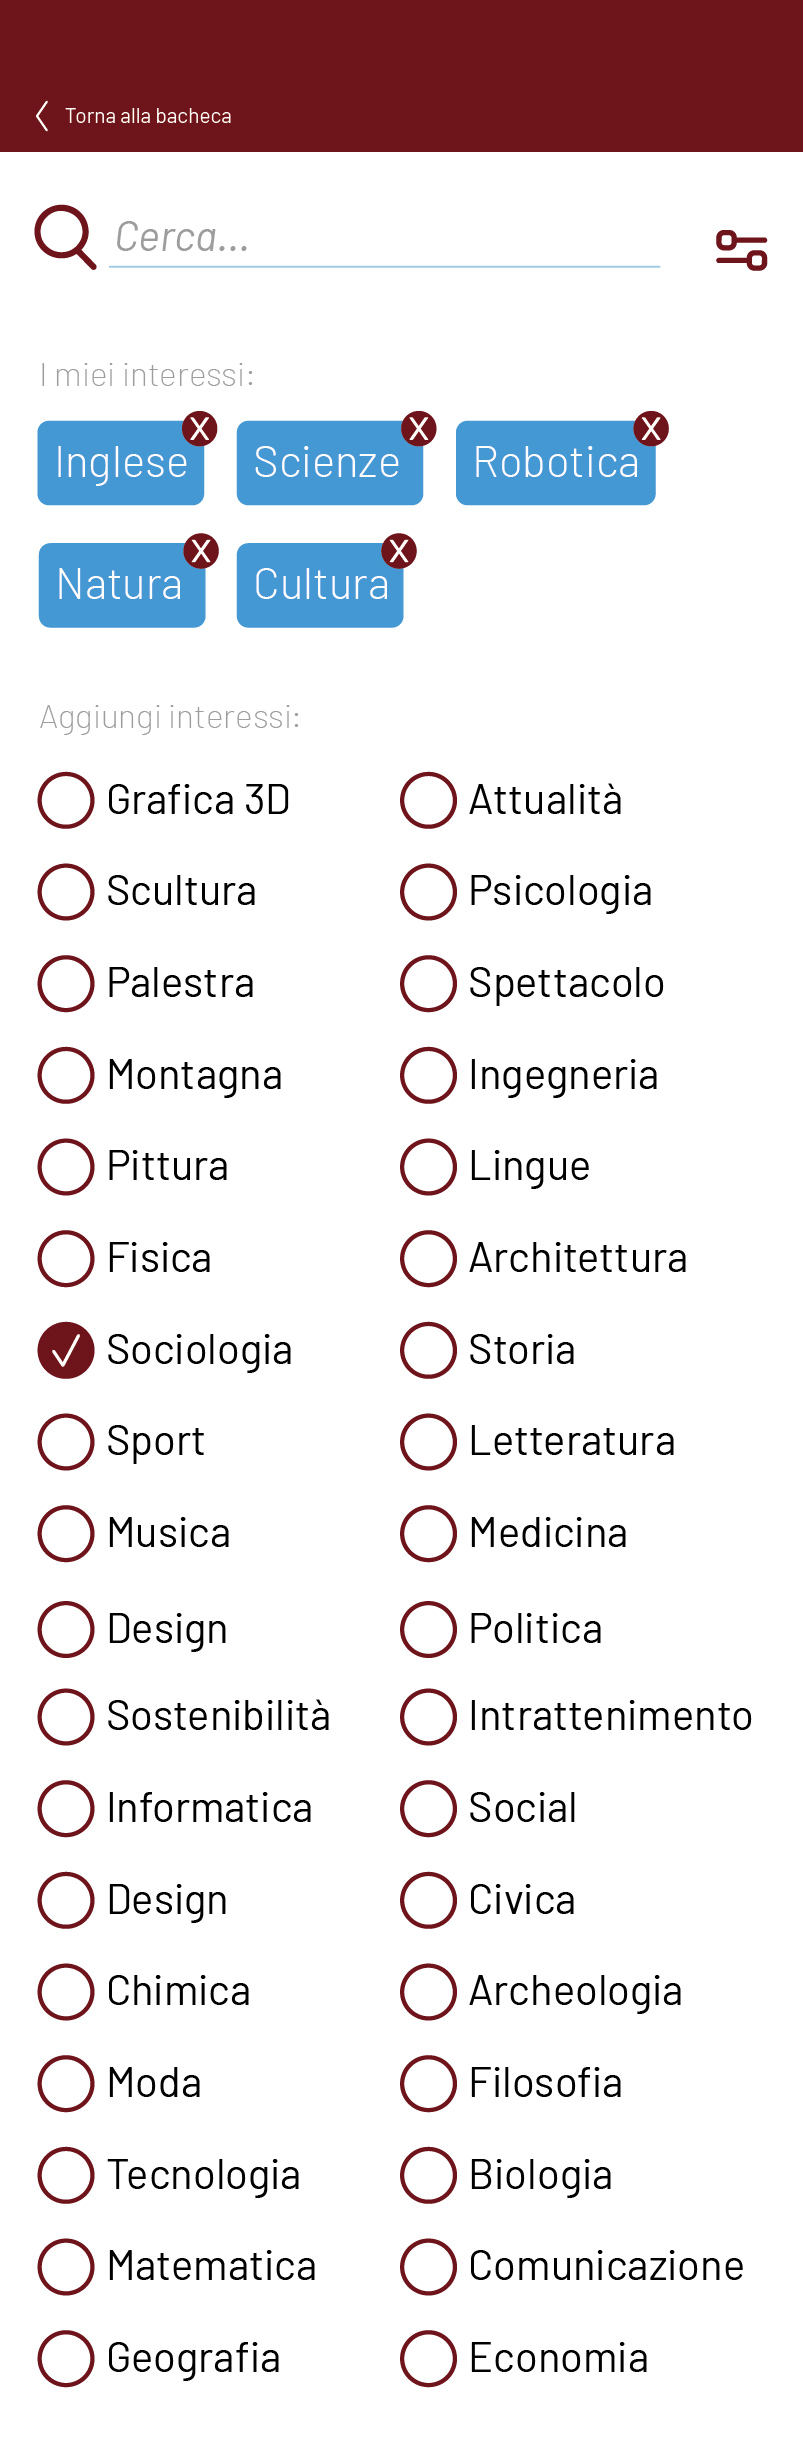 Torna alla bacheca
Cerca...
I miei interessi:
Inglese X Scienze X Robotica X
Natura X Cultura X
Aggiungi interessi:
Grafica 3D Attualità
Scultura Psicologia
Palestra Spettacolo
Montagna Ingegneria
Pittura Lingue
Fisica Architettura
Sociologia Storia
Sport Letteratura
Musica Medicina
Design Politica
Sostenibilità Intrattenimento
Informatica Social
Design Civica
Chimica Archeologia
Moda Filosofia
Tecnologia Biologia
Matematica Comunicazione
Geografia Economia